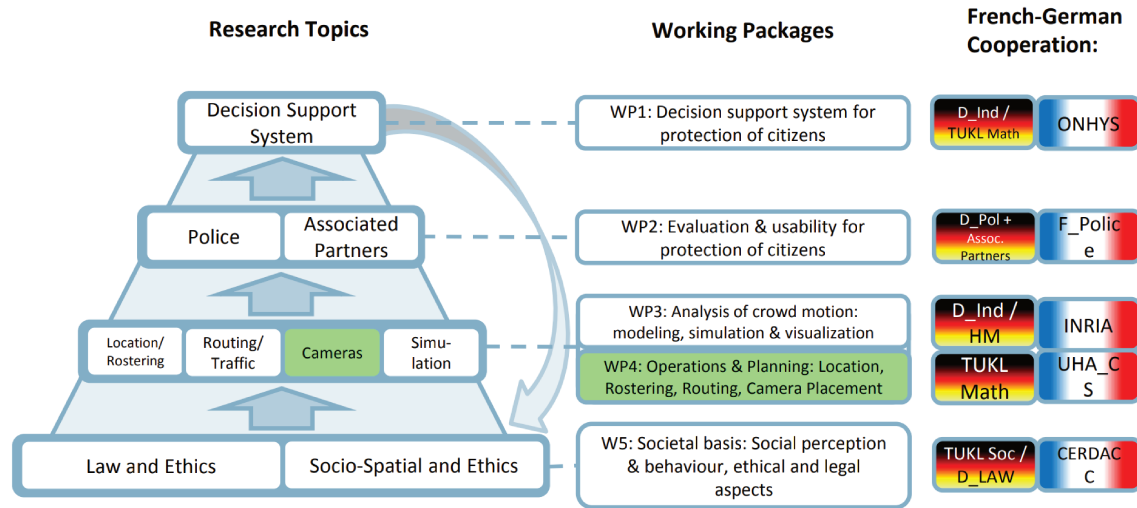 Research Topics
Working Packages
French-German
Cooperation:
Decision Support
System
WP1: Decision support system for
protection of citizens
D_Ind /
TUKL Math
ONHYS
Police
Associated
Partners
WP2: Evaluation & usability for
protection of citizens
D_Pol +
Assoc.
Partners
F_Polic
e
Location/
Rostering
Routing/
Traffic
Cameras
Simu-
lation
WP3: Analysis of crowd motion:
modeling, simulation & visualization
D_Ind /
HM
INRIA
WP4: Operations & Planning: Location,
Rostering, Routing, Camera Placement
TUKL
Math
UHA_C
S
Law and Ethics
Socio-Spatial and Ethics
W5: Societal basis: Social perception
& behaviour, ethical and legal
aspects
TUKL Soc /
D_LAW
CERDAC
C